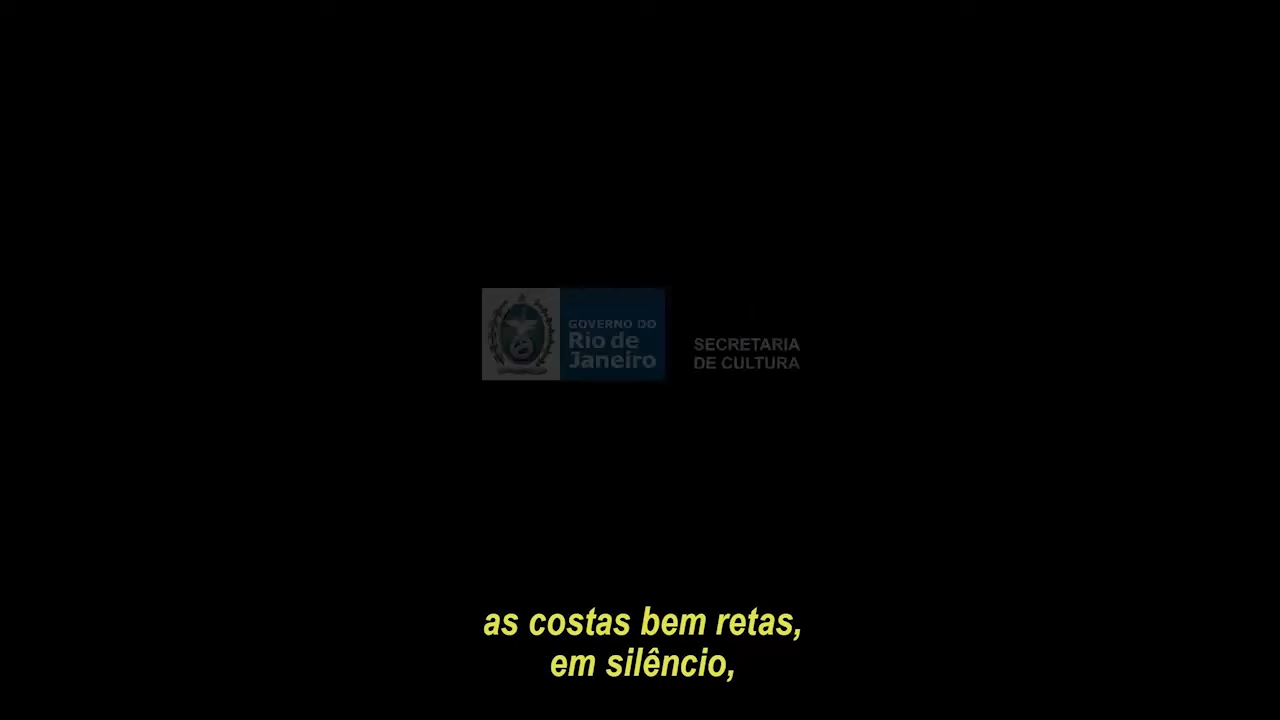 GOVERNO DO
Rio de
Janeiro
SECRETARIA
DE CULTURA
as costas bem retas,
em silêncio,